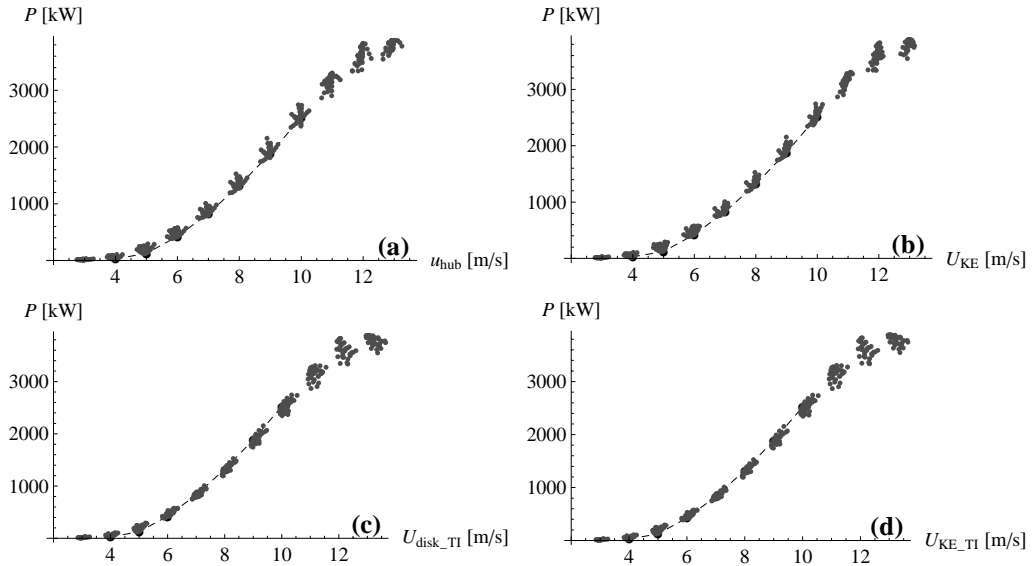 P [kW]
3000
2000
1000
4 6 8 10 12
u_hub [m/s]
(a)
P [kW]
3000
2000
1000
4 6 8 10 12
U_KE [m/s]
(b)
P [kW]
3000
2000
1000
4 6 8 10 12
U_disk_TI [m/s]
(c)
P [kW]
3000
2000
1000
4 6 8 10 12
U_KE_TI [m/s]
(d)